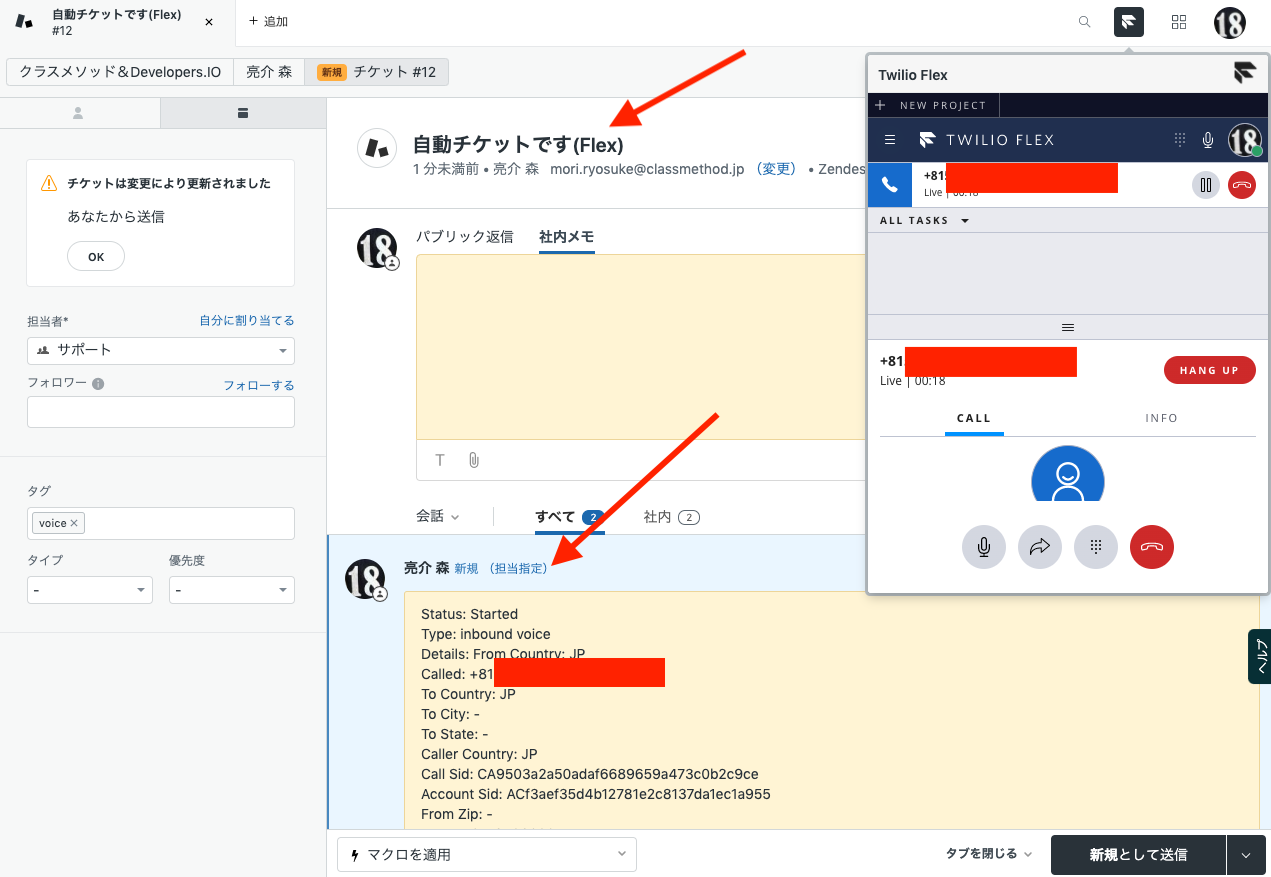 自動チケットです(Flex)
#12
×
+ 追加
18
クラスメソッド＆Developers.IO
亮介 森
新規 チケット #12
チケットは変更により更新されました
あなたから送信
OK
担当者*
自分に割り当てる
サポート
フォロワー
フォローする
タグ
voice ×
タイプ
優先度
-
-
自動チケットです(Flex)
1 分未満前 • 亮介 森 mori.ryosuke@classmethod.jp （変更） • Zendes
18
パブリック返信
社内メモ
T
会話
すべて 2
社内 2
18
亮介 森 新規 （担当指定）
Status: Started
Type: inbound voice
Details: From Country: JP
Called: +81
To Country: JP
To City: -
To State: -
Caller Country: JP
Call Sid: CA9503a2a50adaf6689659a473c0b2c9ce
Account Sid: ACf3aef35d4b12781e2c8137da1ec1a955
From Zip: -
マクロを適用
タブを閉じる
新規として送信
Twilio Flex
+ NEW PROJECT
TWILIO FLEX
18
+81
Live | 00:18
ALL TASKS
+81
Live | 00:18
HANG UP
CALL
INFO
ヘルプ